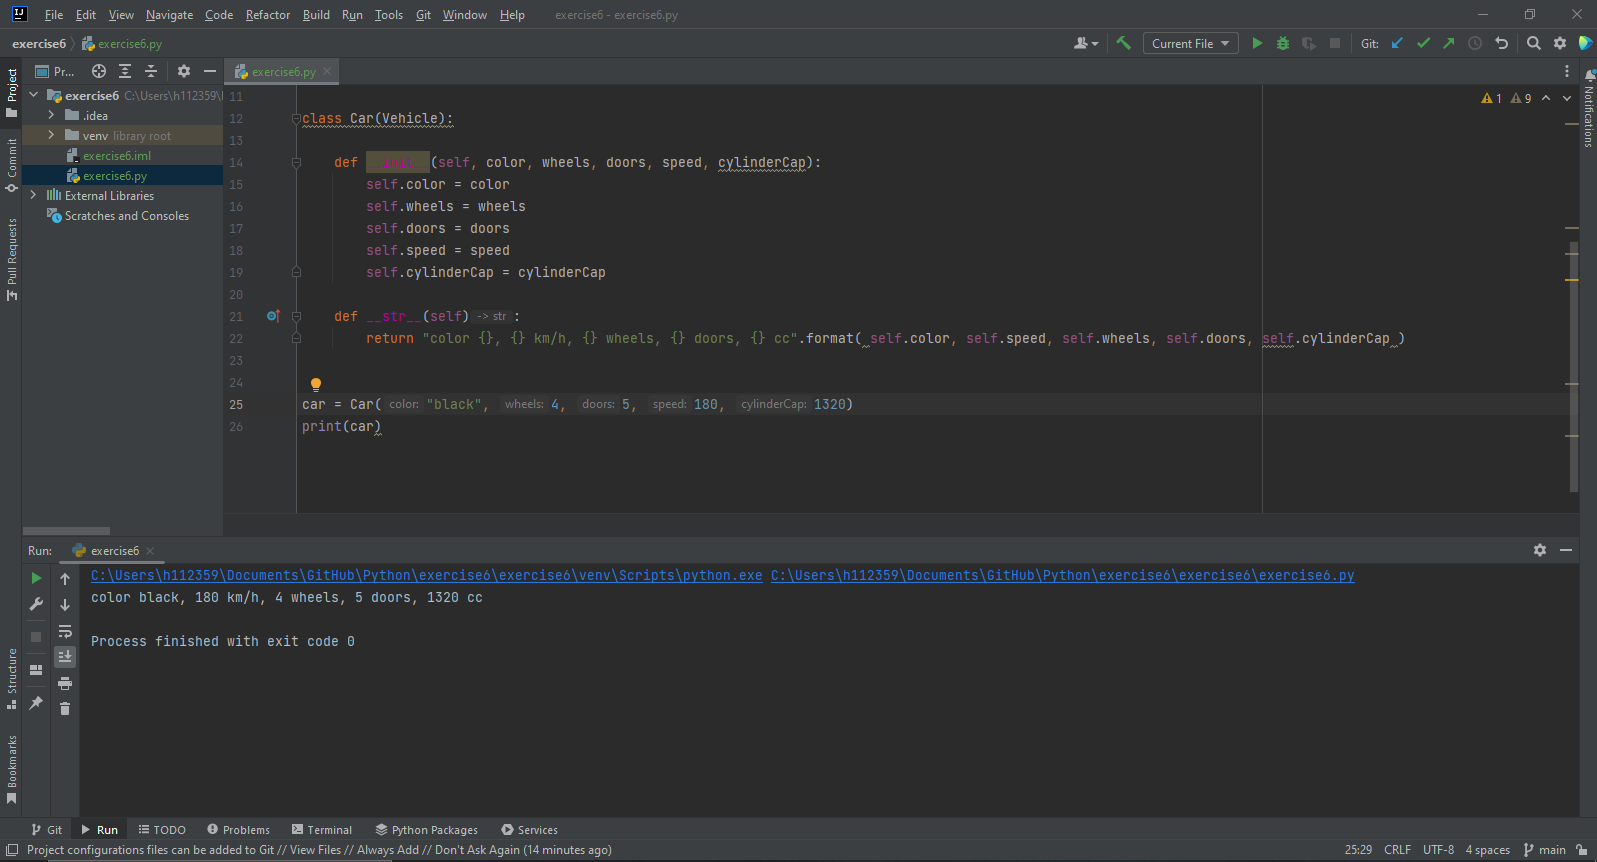 File Edit View Navigate Code Refactor Build Run Tools Git Window Help exercise6 - exercise6.py
exercise6 exercise6.py Current File Git:
Project
Pr...
exercise6.py
exercise6 C:\Users\h112359\
.idea
venv library root
exercise6.iml
exercise6.py
External Libraries
Scratches and Consoles
Commit
Pull Requests
Structure
Bookmarks
Notifications
1 9
11
12 class Car(Vehicle):
13
14 def __init__(self, color, wheels, doors, speed, cylinderCap):
15 self.color = color
16 self.wheels = wheels
17 self.doors = doors
18 self.speed = speed
19 self.cylinderCap = cylinderCap
20
21 def __str__(self) -> str :
22 return "color {}, {} km/h, {} wheels, {} doors, {} cc".format( self.color, self.speed, self.wheels, self.doors, self.cylinderCap )
23
24
25 car = Car( color: "black", wheels: 4, doors: 5, speed: 180, cylinderCap: 1320)
26 print(car)
Run: exercise6
C:\Users\h112359\Documents\GitHub\Python\exercise6\exercise6\venv\Scripts\python.exe C:\Users\h112359\Documents\GitHub\Python\exercise6\exercise6\exercise6.py
color black, 180 km/h, 4 wheels, 5 doors, 1320 cc
Process finished with exit code 0
Git Run TODO Problems Terminal Python Packages Services
Project configurations files can be added to Git // View Files // Always Add // Don't Ask Again (14 minutes ago) 25:29 CRLF UTF-8 4 spaces main